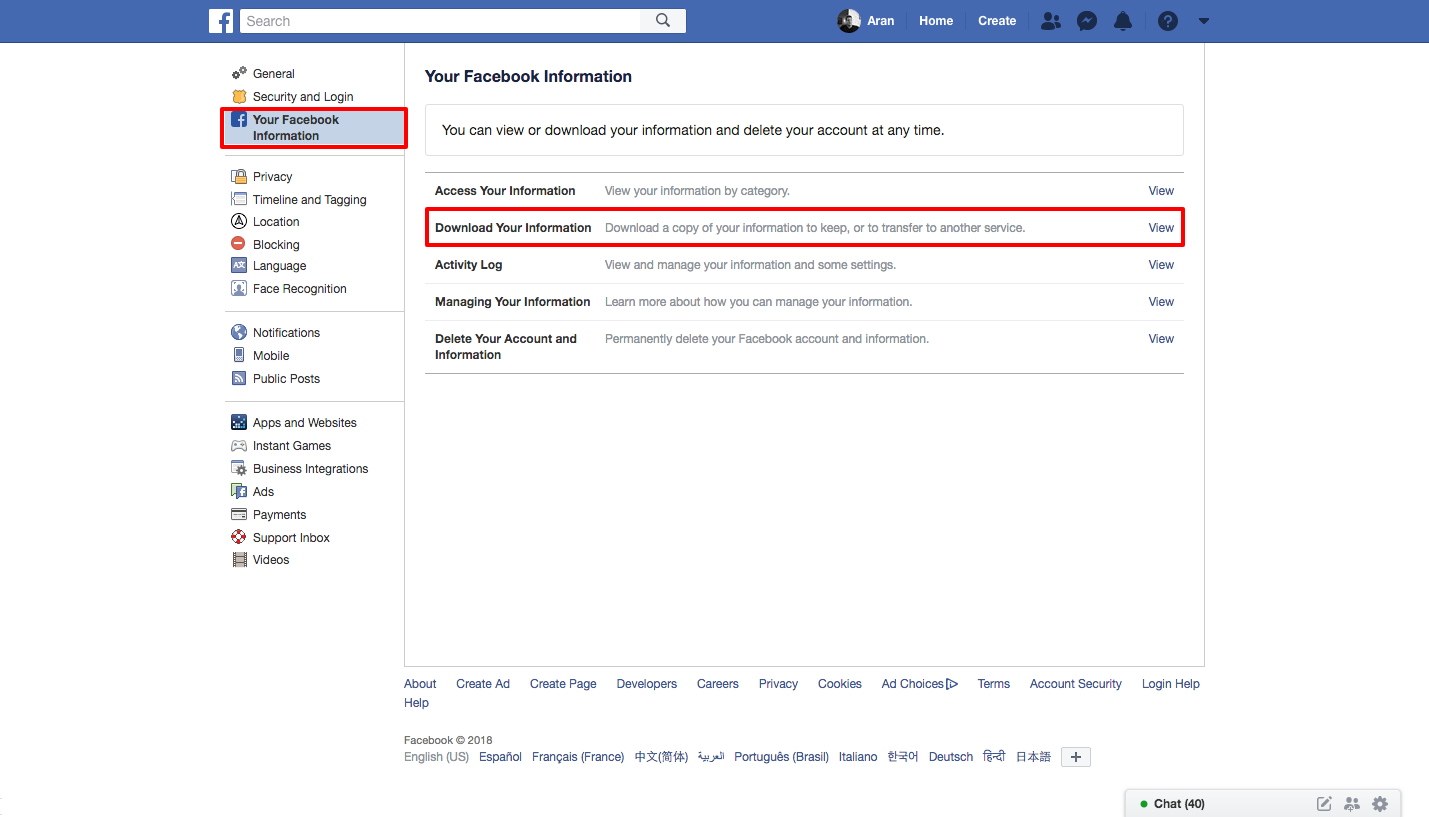 Search
Aran
Home
Create
General
Security and Login
Your Facebook
Information
Privacy
Timeline and Tagging
Location
Blocking
Language
Face Recognition
Notifications
Mobile
Public Posts
Apps and Websites
Instant Games
Business Integrations
Ads
Payments
Support Inbox
Videos
Your Facebook Information
You can view or download your information and delete your account at any time.
Access Your Information View your information by category. View
Download Your Information Download a copy of your information to keep, or to transfer to another service. View
Activity Log View and manage your information and some settings. View
Managing Your Information Learn more about how you can manage your information. View
Delete Your Account and Permanently delete your Facebook account and information. View
Information
About Create Ad Create Page Developers Careers Privacy Cookies Ad Choices Terms Account Security Login Help
Help
Facebook © 2018
English (US) Español Français (France) 中文(简体) العربية Português (Brasil) Italiano 한국어 Deutsch हिन्दी 日本語
Chat (40)